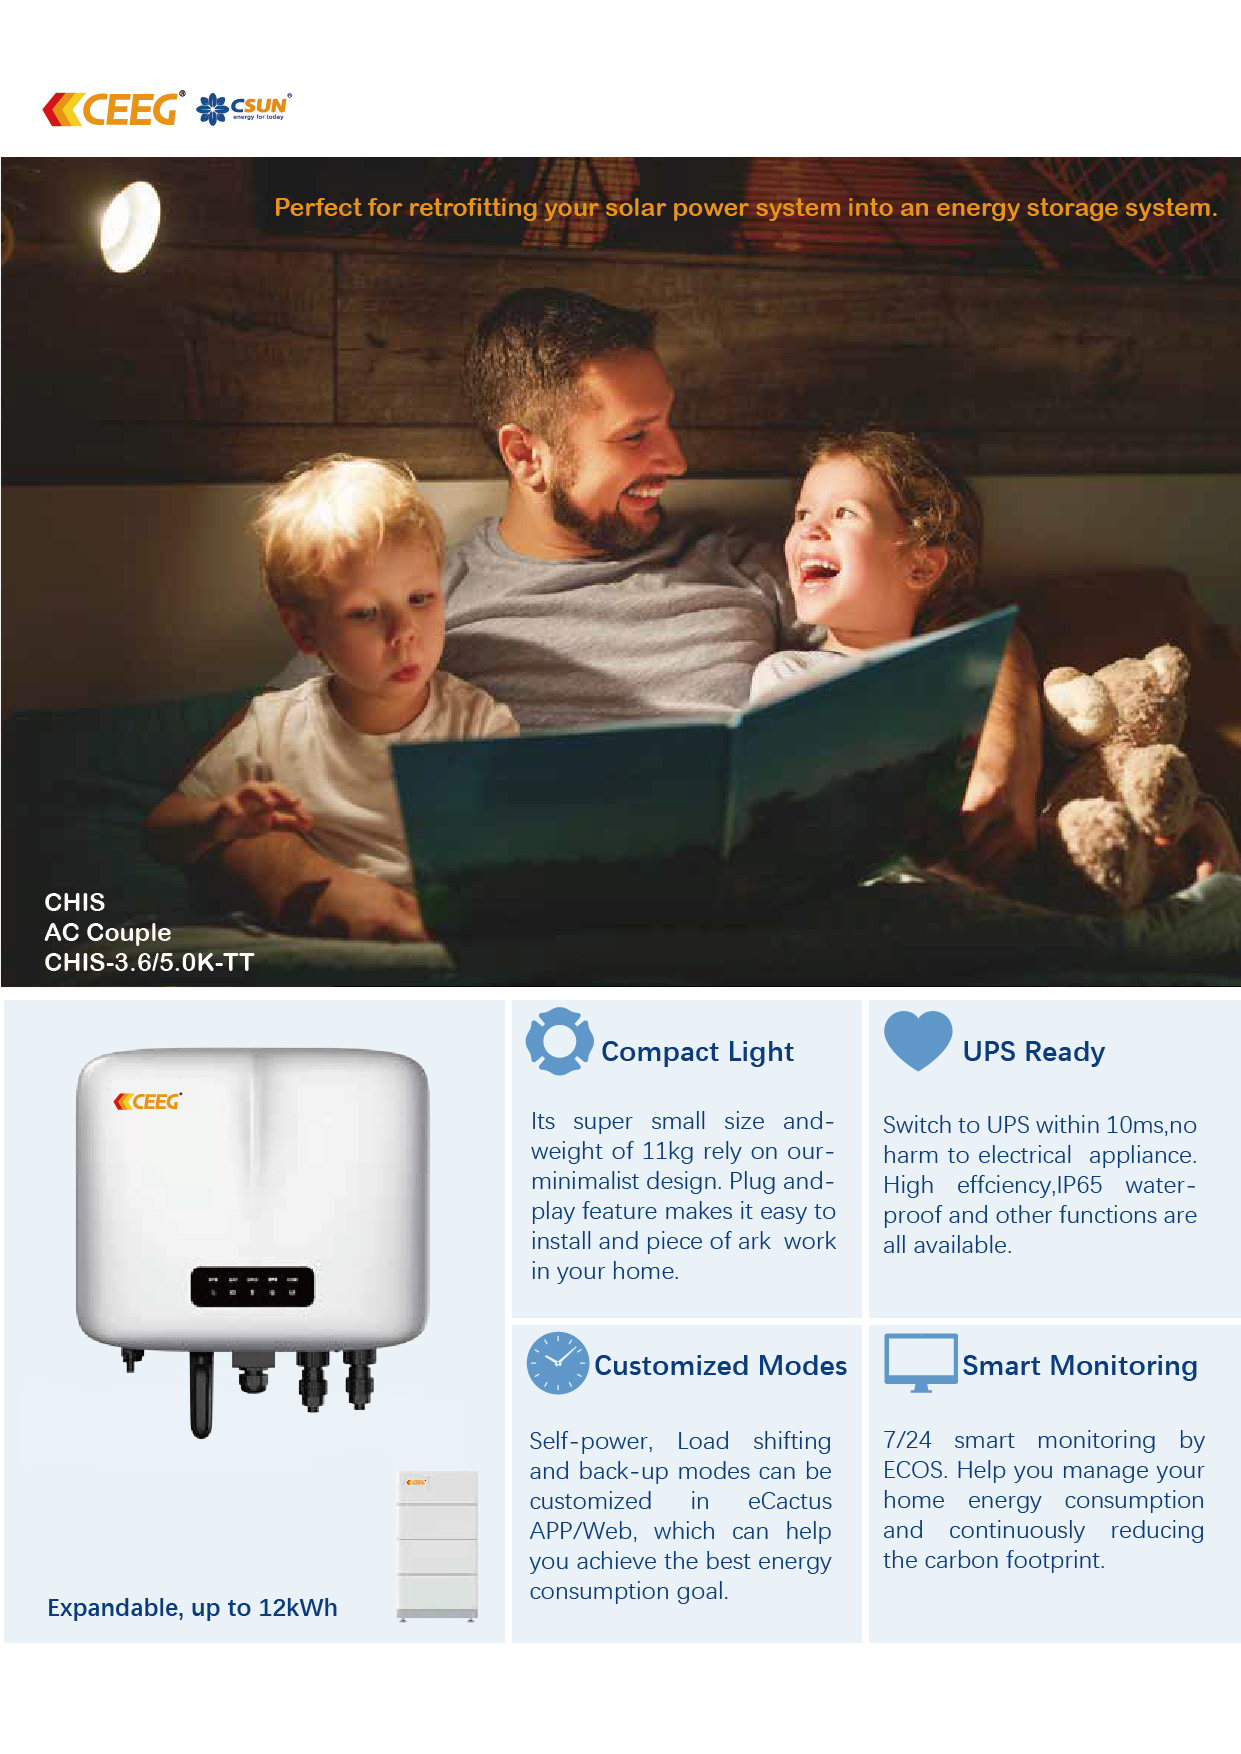 CEEG®
CSUN®
energy for today
Perfect for retrofitting your solar power system into an energy storage system.
CHIS
AC Couple
CHIS-3.6/5.0K-TT
CEEG
Compact Light
Its super small size and-
weight of 11kg rely on our-
minimalist design. Plug and-
play feature makes it easy to
install and piece of ark work
in your home.
UPS Ready
Switch to UPS within 10ms,no
harm to electrical appliance.
High effciency,IP65 water-
proof and other functions are
all available.
Customized Modes
Self-power, Load shifting
and back-up modes can be
customized in eCactus
APP/Web, which can help
you achieve the best energy
consumption goal.
Smart Monitoring
7/24 smart monitoring by
ECOS. Help you manage your
home energy consumption
and continuously reducing
the carbon footprint.
CEEG
Expandable, up to 12kWh